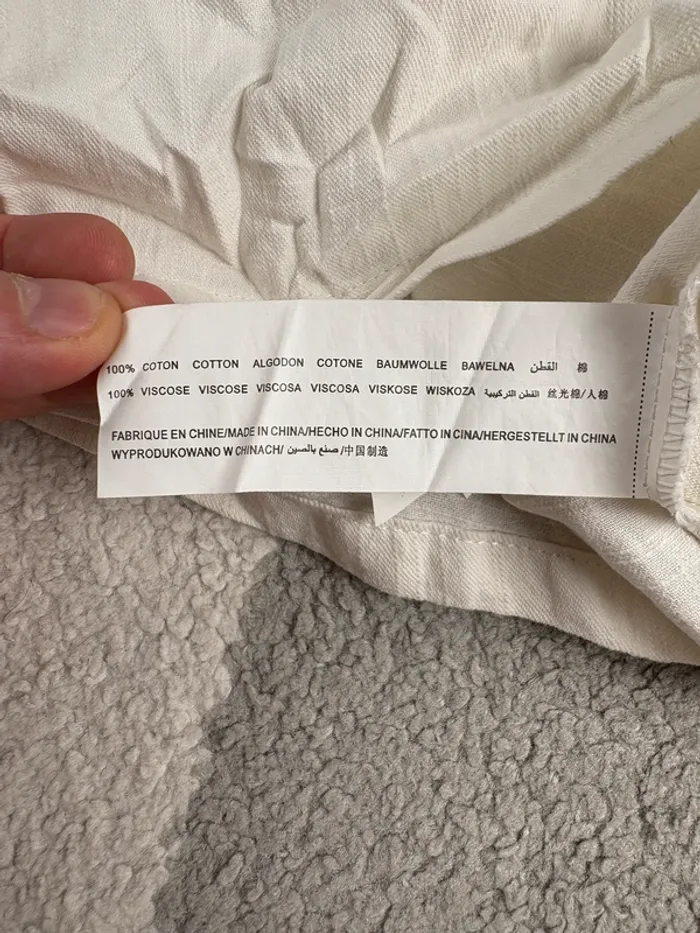 100% COTON COTTON ALGODON COTONE BAUMWOLLE BAWELNA القطن 棉
100% VISCOSE VISCOSE VISCOSA VISCOSA VISKOSE WISKOZA القطن التركيبية 丝光棉/人棉
FABRIQUE EN CHINE/MADE IN CHINA/HECHO IN CHINA/FATTO IN CINA/HERGESTELLT IN CHINA
WYPRODUKOWANO W CHINACH/ صنع بالصين /中国制造